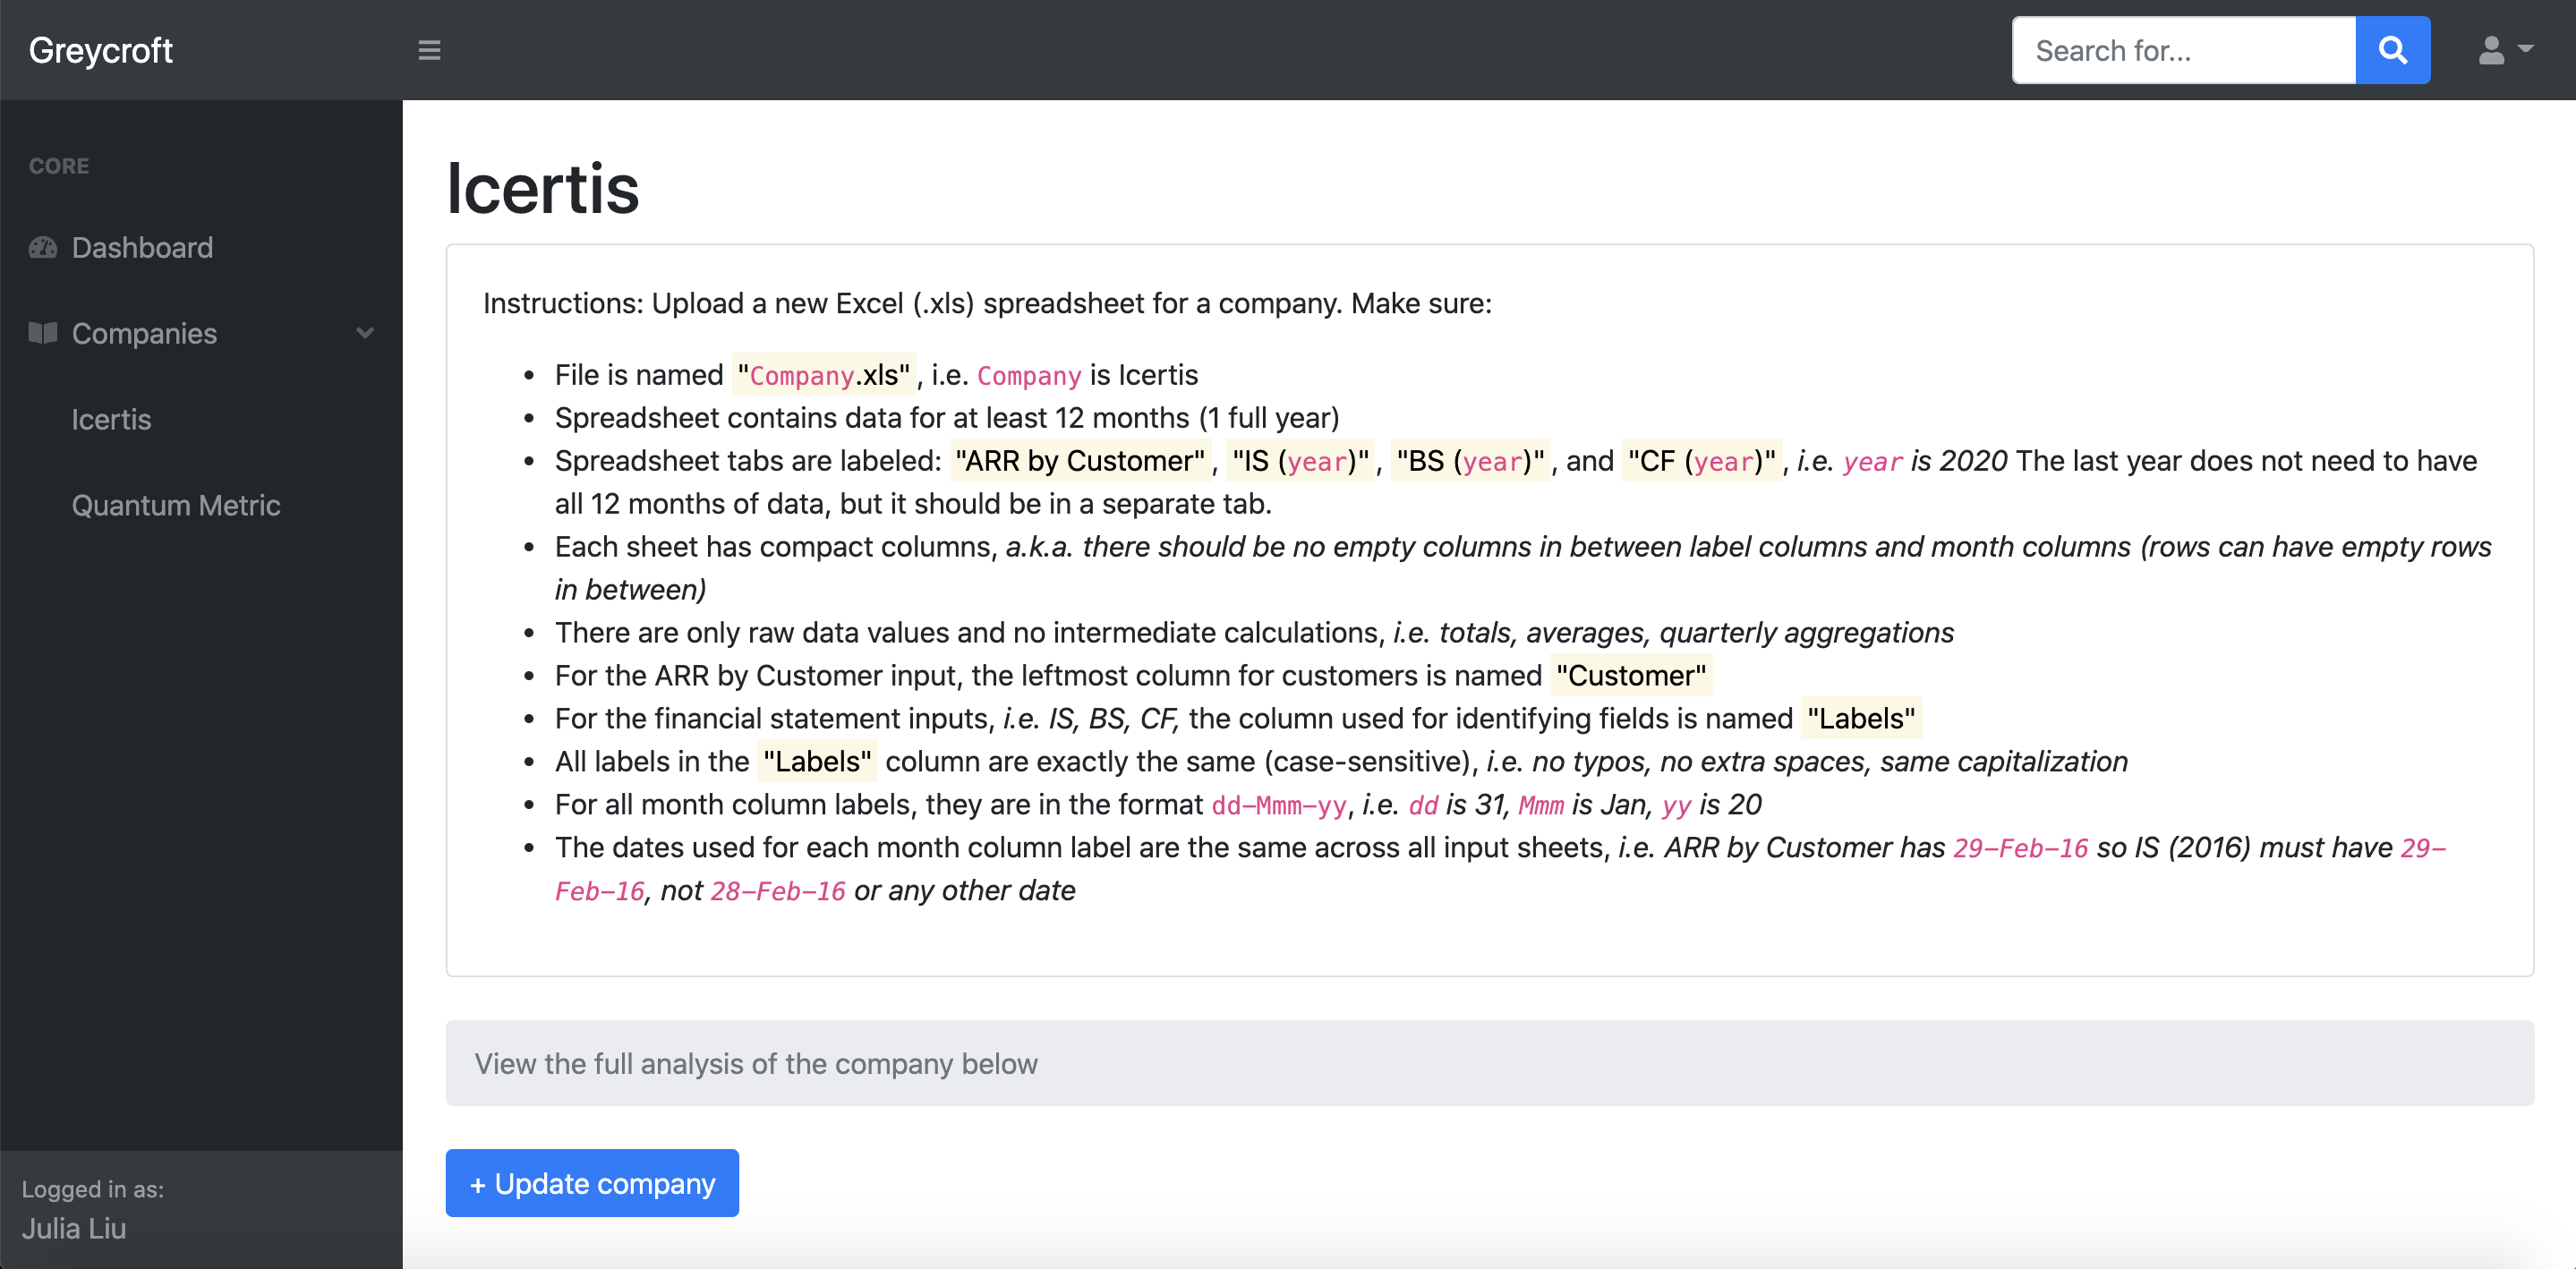 Greycroft
Search for...
CORE
Dashboard
Companies
Icertis
Quantum Metric
Logged in as:
Julia Liu
Icertis
Instructions: Upload a new Excel (.xls) spreadsheet for a company. Make sure:
• File is named "Company.xls", i.e. Company is Icertis
• Spreadsheet contains data for at least 12 months (1 full year)
• Spreadsheet tabs are labeled: "ARR by Customer", "IS (year)", "BS (year)", and "CF (year)", i.e. year is 2020 The last year does not need to have
all 12 months of data, but it should be in a separate tab.
• Each sheet has compact columns, a.k.a. there should be no empty columns in between label columns and month columns (rows can have empty rows
in between)
• There are only raw data values and no intermediate calculations, i.e. totals, averages, quarterly aggregations
• For the ARR by Customer input, the leftmost column for customers is named "Customer"
• For the financial statement inputs, i.e. IS, BS, CF, the column used for identifying fields is named "Labels"
• All labels in the "Labels" column are exactly the same (case-sensitive), i.e. no typos, no extra spaces, same capitalization
• For all month column labels, they are in the format dd-Mmm-yy, i.e. dd is 31, Mmm is Jan, yy is 20
• The dates used for each month column label are the same across all input sheets, i.e. ARR by Customer has 29-Feb-16 so IS (2016) must have 29-
Feb-16, not 28-Feb-16 or any other date
View the full analysis of the company below
+ Update company